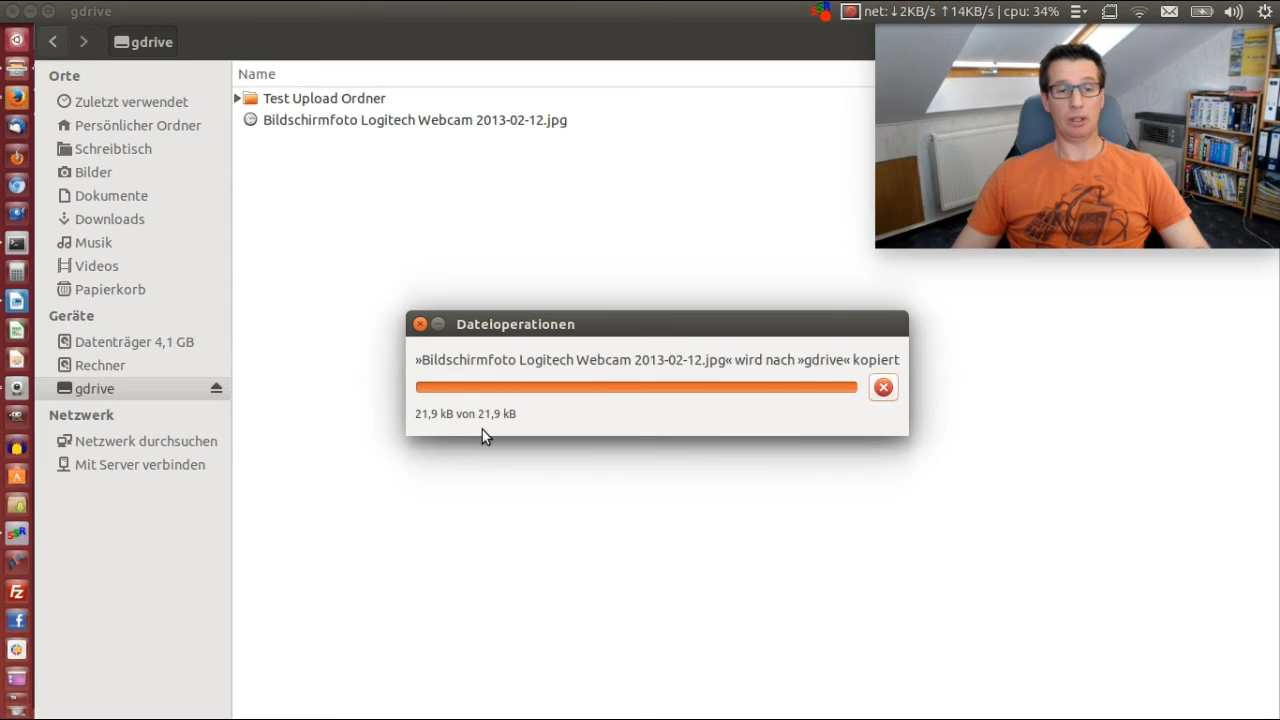 gdrive
net: ↓2KB/s ↑14KB/s | cpu: 34%
gdrive
Orte
Zuletzt verwendet
Persönlicher Ordner
Schreibtisch
Bilder
Dokumente
Downloads
Musik
Videos
Papierkorb
Geräte
Datenträger 4,1 GB
Rechner
gdrive
Netzwerk
Netzwerk durchsuchen
Mit Server verbinden
Name
Test Upload Ordner
Bildschirmfoto Logitech Webcam 2013-02-12.jpg
Dateioperationen
»Bildschirmfoto Logitech Webcam 2013-02-12.jpg« wird nach »gdrive« kopiert
21,9 kB von 21,9 kB